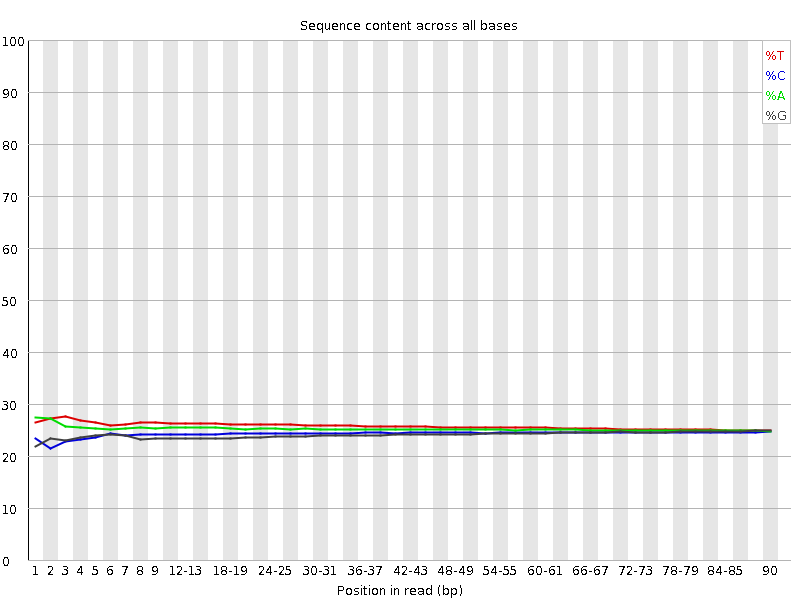 Sequence content across all bases
100
90
80
70
60
50
40
30
20
10
0
%T
%C
%A
%G
1 2 3 4 5 6 7 8 9 12-13 18-19 24-25 30-31 36-37 42-43 48-49 54-55 60-61 66-67 72-73 78-79 84-85 90
Position in read (bp)